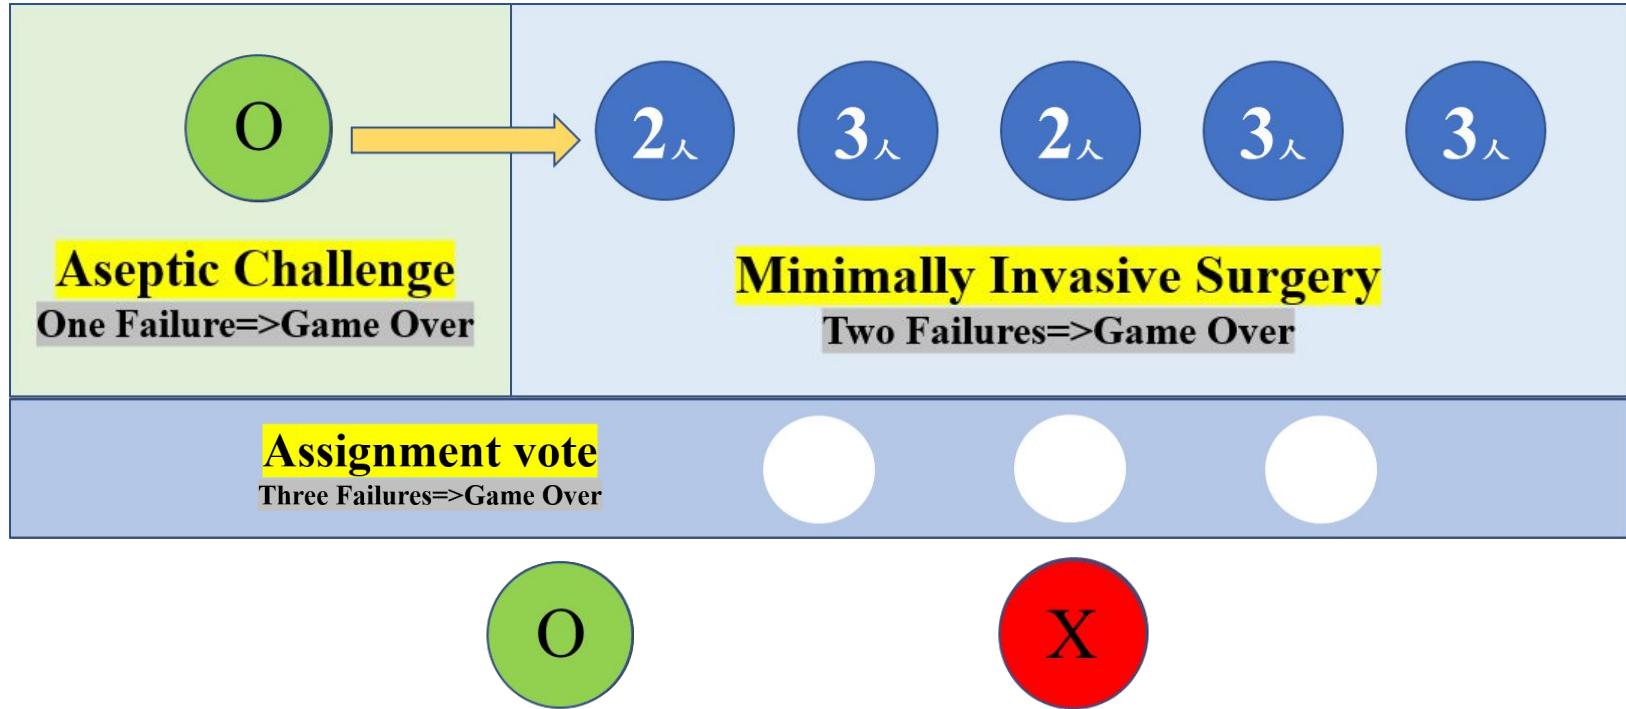 O
2人 3人 2人 3人 3人
Aseptic Challenge
One Failure=>Game Over
Minimally Invasive Surgery
Two Failures=>Game Over
Assignment vote
Three Failures=>Game Over
O
X